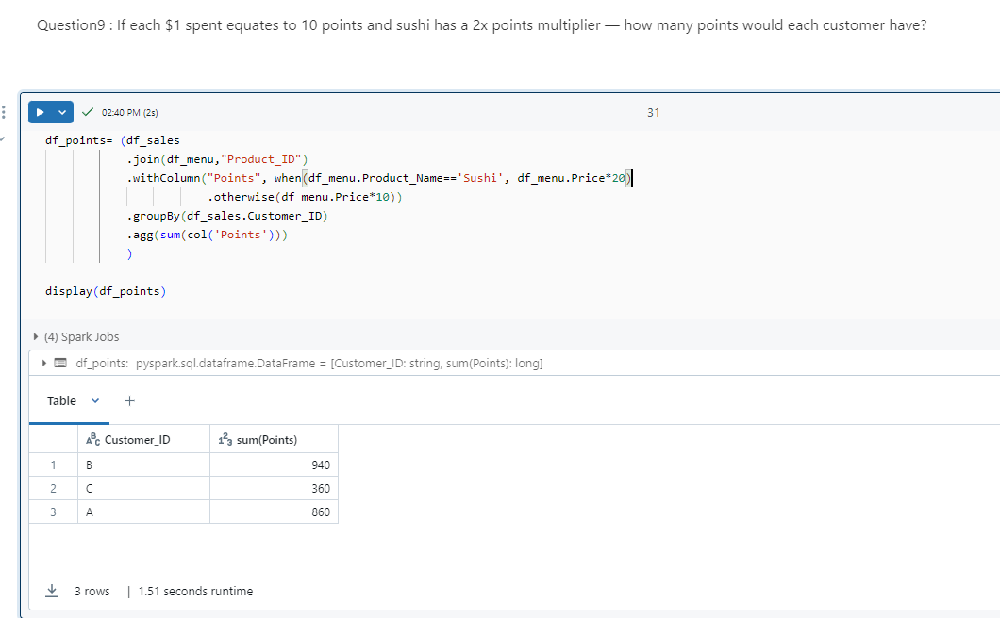 Question9 : If each $1 spent equates to 10 points and sushi has a 2x points multiplier — how many points would each customer have?
02:40 PM (2s)
31
df_points= (df_sales
.join(df_menu,"Product_ID")
.withColumn("Points", when(df_menu.Product_Name=='Sushi', df_menu.Price*20)
.otherwise(df_menu.Price*10))
.groupBy(df_sales.Customer_ID)
.agg(sum(col('Points')))
)
display(df_points)
(4) Spark Jobs
df_points: pyspark.sql.dataframe.DataFrame = [Customer_ID: string, sum(Points): long]
Table +
ABC Customer_ID 123 sum(Points)
1 B 940
2 C 360
3 A 860
3 rows | 1.51 seconds runtime